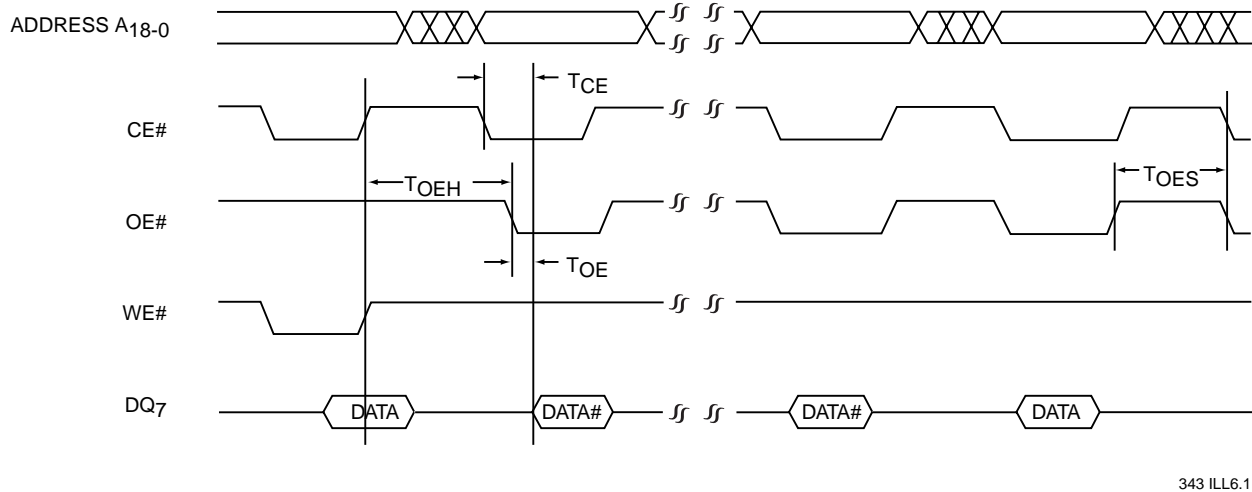 ADDRESS A18-0
TCE
CE#
TOEH
TOES
OE#
TOE
WE#
DQ7
DATA
DATA#
DATA#
DATA
343 ILL6.1